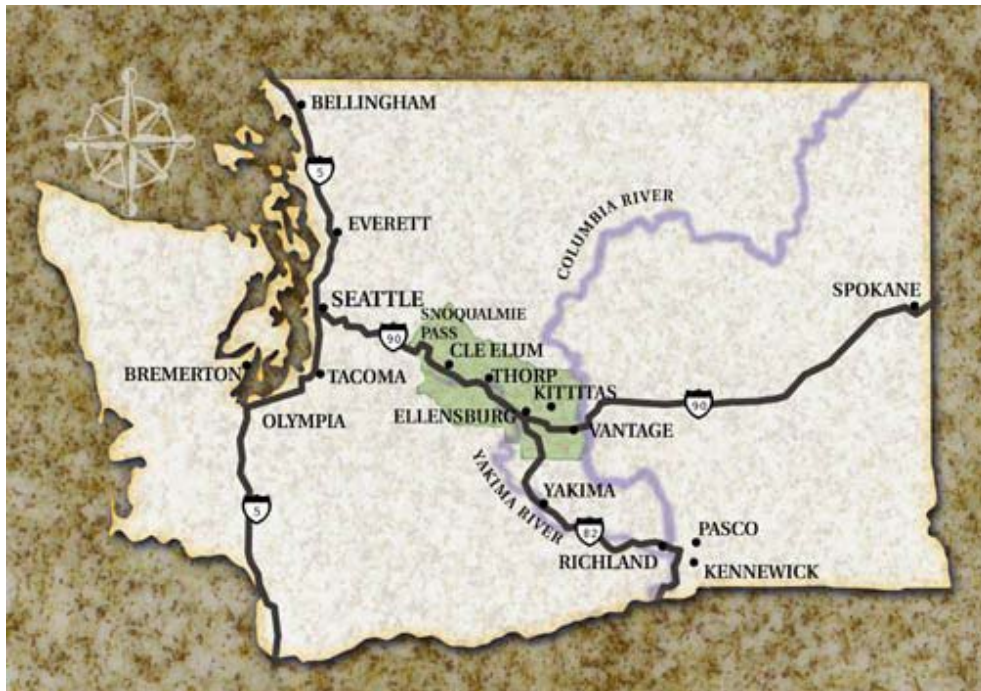 BELLINGHAM
5
EVERETT
COLUMBIA RIVER
SEATTLE
SPOKANE
SNOQUALMIE
PASS
90
CLE ELUM
BREMERTON
TACOMA
THORP
KITTITAS
90
OLYMPIA
ELLENSBURG
VANTAGE
YAKIMA RIVER
YAKIMA
5
82
PASCO
RICHLAND
KENNEWICK